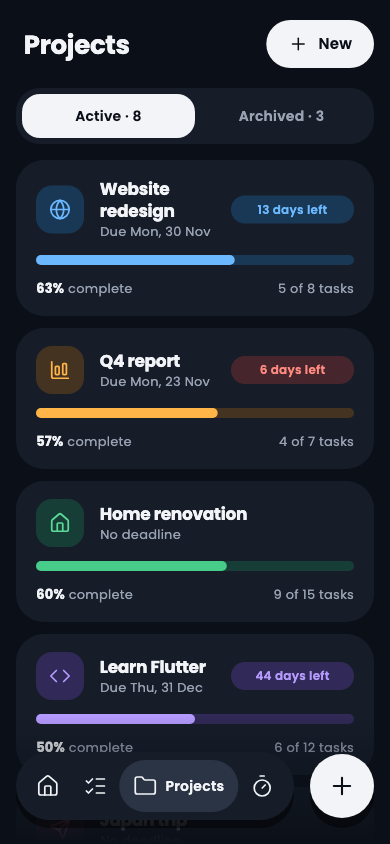 Projects
New
Active · 8
Archived · 3
Website
redesign
13 days left
Due Mon, 30 Nov
63% complete
5 of 8 tasks
Q4 report
6 days left
Due Mon, 23 Nov
57% complete
4 of 7 tasks
Home renovation
No deadline
60% complete
9 of 15 tasks
Learn Flutter
44 days left
Due Thu, 31 Dec
50% complete
6 of 12 tasks
Projects
Japan trip